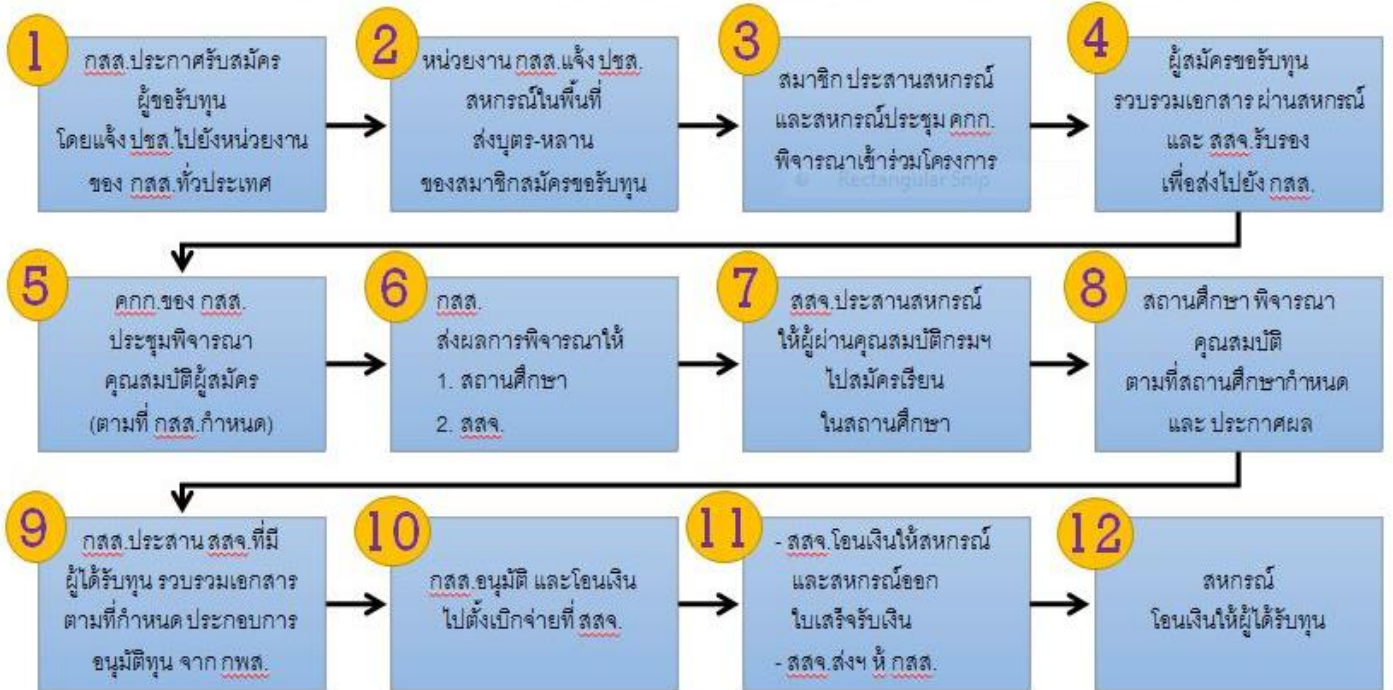 1
กสส.ประกาศรับสมัคร
ผู้ขอรับทุน
โดยแจ้ง ปชส.ไปยังหน่วยงาน
ของ กสส.ทั่วประเทศ
2
หน่วยงาน กสส.แจ้ง ปชส.
สหกรณ์ในพื้นที่
ส่งบุตร-หลาน
ของสมาชิกสมัครขอรับทุน
3
สมาชิก ประสานสหกรณ์
และสหกรณ์ประชุม คกก.
พิจารณาเข้าร่วมโครงการ
Rectangular Snip
4
ผู้สมัครขอรับทุน
รวบรวมเอกสาร ผ่านสหกรณ์
และ สสจ.รับรอง
เพื่อส่งไปยัง กสส.
5
คกก.ของ กสส.
ประชุมพิจารณา
คุณสมบัติผู้สมัคร
(ตามที่ กสส.กำหนด)
6
กสส.
ส่งผลการพิจารณาให้
1. สถานศึกษา
2. สสจ.
7
สสจ.ประสานสหกรณ์
ให้ผู้ผ่านคุณสมบัติกรมฯ
ไปสมัครเรียน
ในสถานศึกษา
8
สถานศึกษา พิจารณา
คุณสมบัติ
ตามที่สถานศึกษากำหนด
และ ประกาศผล
9
กสส.ประสาน สสจ.ที่มี
ผู้ได้รับทุน รวบรวมเอกสาร
ตามที่กำหนด ประกอบการ
อนุมัติทุน จาก กพส.
10
กสส.อนุมัติ และโอนเงิน
ไปตั้งเบิกจ่ายที่ สสจ.
11
- สสจ.โอนเงินให้สหกรณ์
และสหกรณ์ออก
ใบเสร็จรับเงิน
- สสจ.ส่งฯ ห้ กสส.
12
สหกรณ์
โอนเงินให้ผู้ได้รับทุน